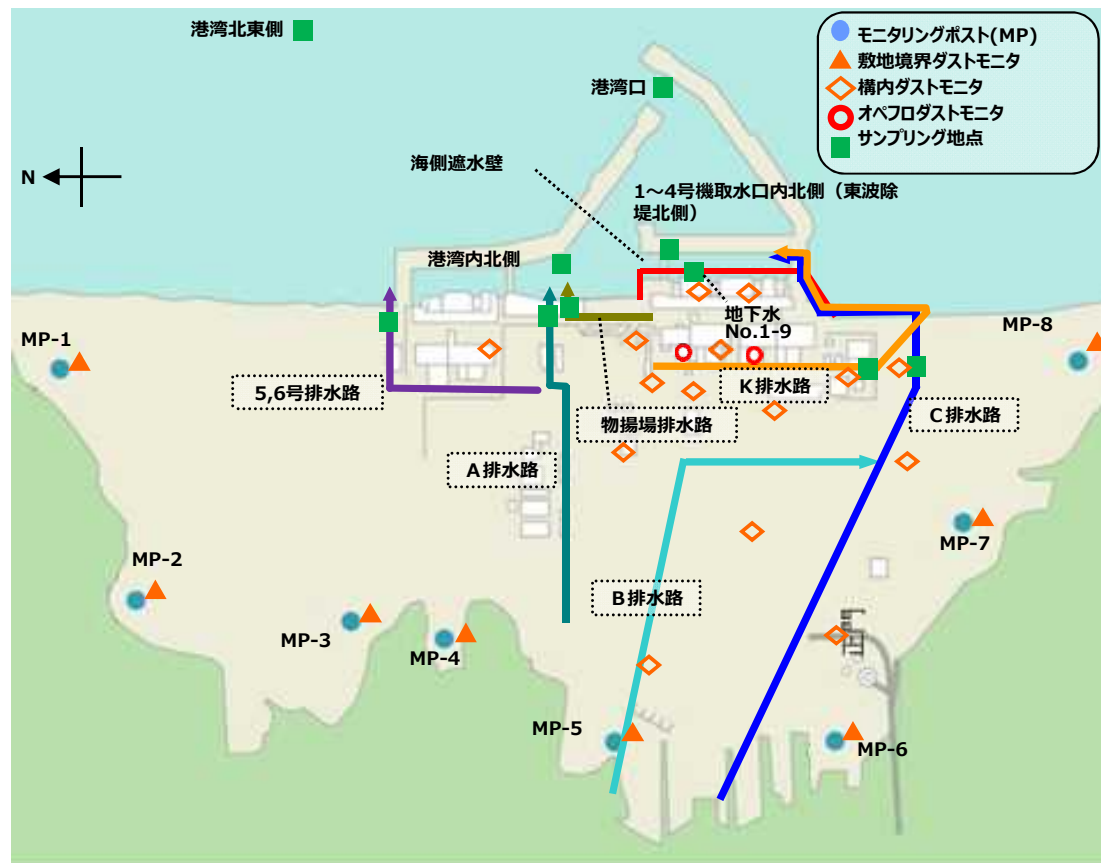 港湾北東側
モニタリングポスト(MP)
敷地境界ダストモニタ
構内ダストモニタ
オペフロダストモニタ
サンプリング地点
港湾口
海側遮水壁
N
1～4号機取水口内北側（東波除
堤北側）
港湾内北側
地下水
No.1-9
MP-1
MP-8
5,6号排水路
K排水路
物揚場排水路
C排水路
A排水路
MP-2
MP-7
B排水路
MP-3
MP-4
MP-5
MP-6